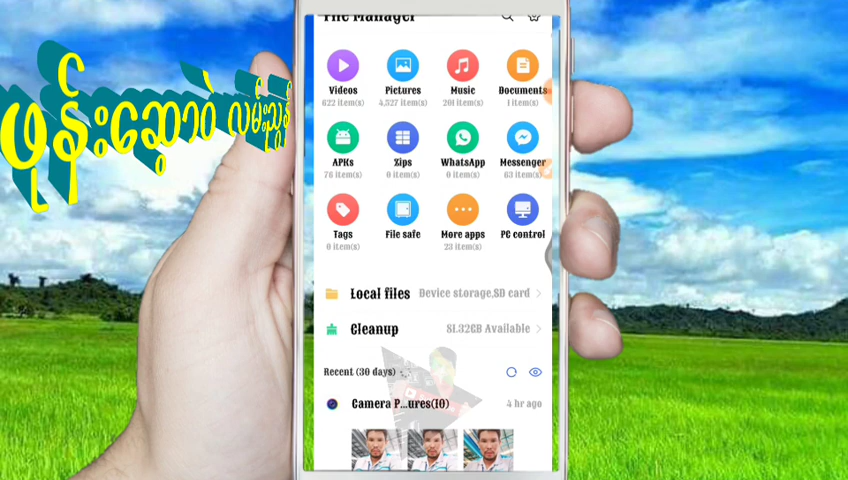 ဖုန်းဆော့ဝဲ လမ်းညွှန်
File Manager
Videos Pictures Music Documents
622 item(s) 4,527 item(s) 201 item(s) 1 item(s)
APKs Zips WhatsApp Messenger
76 item(s) 0 item(s) 0 item(s) 63 item(s)
Tags File safe More apps PC control
0 item(s) 23 item(s)
Local files Device storage,SD card
Cleanup 81.32GB Available
Recent (30 days)
Camera P...ures(10) 4 hr ago